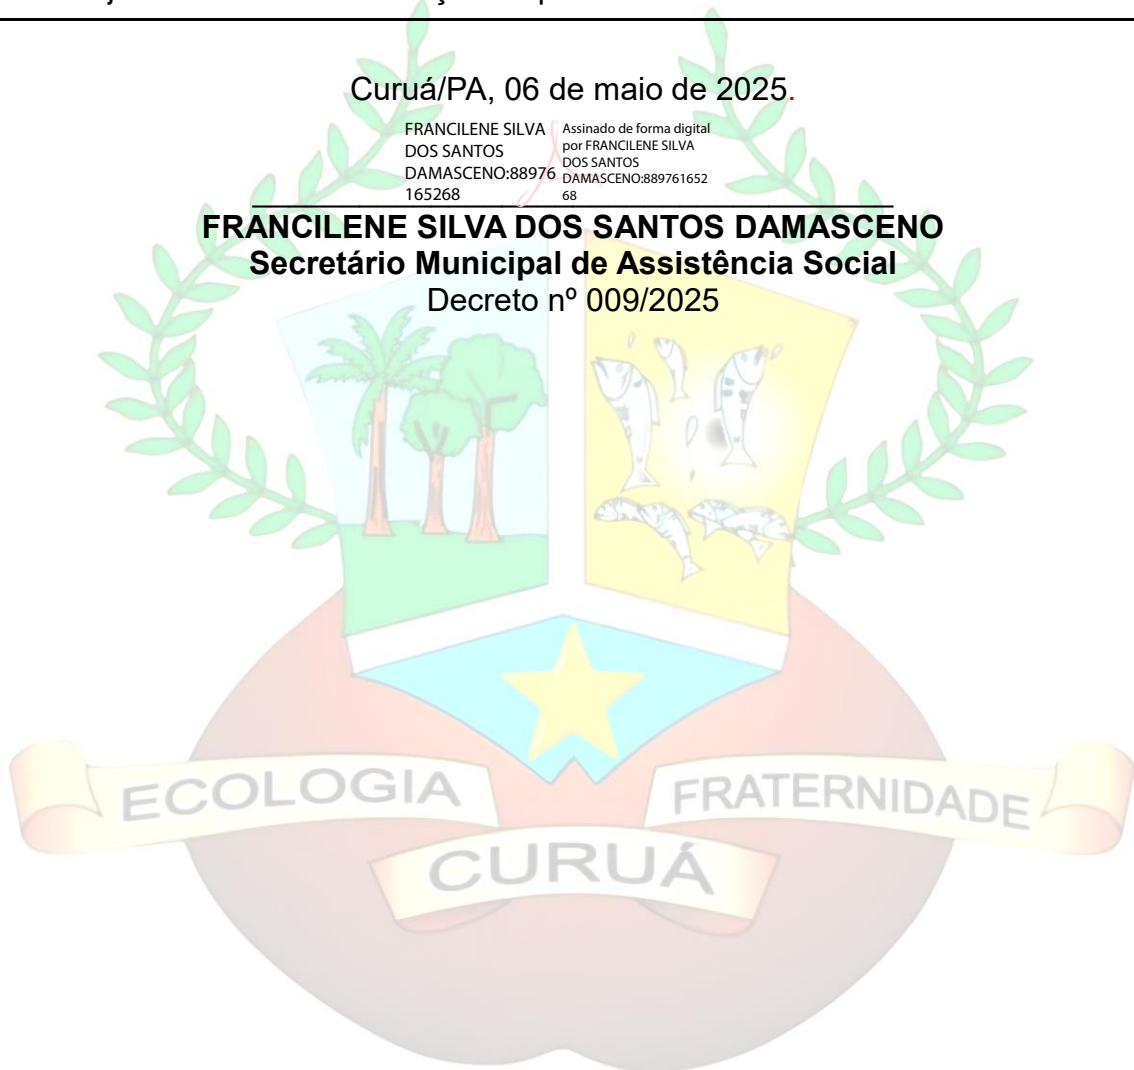 Curuá/PA, 06 de maio de 2025.
FRANCILENE SILVA
DOS SANTOS
DAMASCENO:88976
165268
Assinado de forma digital
por FRANCILENE SILVA
DOS SANTOS
DAMASCENO:889761652
68
FRANCILENE SILVA DOS SANTOS DAMASCENO
Secretário Municipal de Assistência Social
Decreto nº 009/2025
ECOLOGIA
FRATERNIDADE
CURUÁ